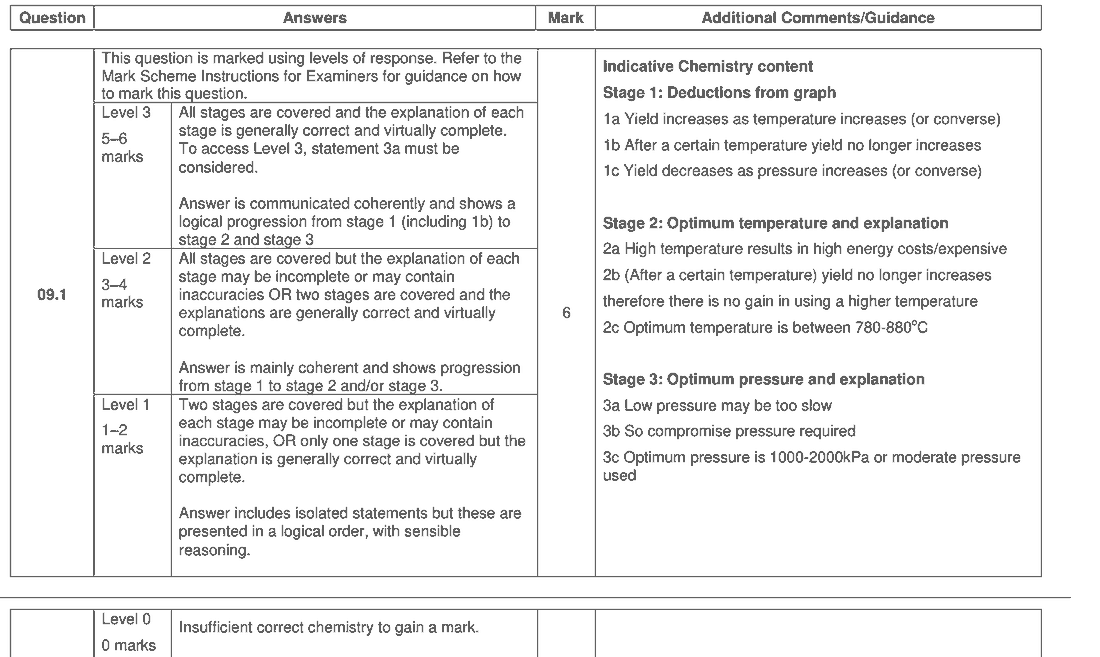 Question Answers Mark Additional Comments/Guidance
09.1
This question is marked using levels of response. Refer to the
Mark Scheme Instructions for Examiners for guidance on how
to mark this question.
Level 3
5–6
marks
All stages are covered and the explanation of each
stage is generally correct and virtually complete.
To access Level 3, statement 3a must be
considered.
Answer is communicated coherently and shows a
logical progression from stage 1 (including 1b) to
stage 2 and stage 3
Level 2
3–4
marks
All stages are covered but the explanation of each
stage may be incomplete or may contain
inaccuracies OR two stages are covered and the
explanations are generally correct and virtually
complete.
Answer is mainly coherent and shows progression
from stage 1 to stage 2 and/or stage 3.
Level 1
1–2
marks
Two stages are covered but the explanation of
each stage may be incomplete or may contain
inaccuracies, OR only one stage is covered but the
explanation is generally correct and virtually
complete.
Answer includes isolated statements but these are
presented in a logical order, with sensible
reasoning.
6
Indicative Chemistry content
Stage 1: Deductions from graph
1a Yield increases as temperature increases (or converse)
1b After a certain temperature yield no longer increases
1c Yield decreases as pressure increases (or converse)
Stage 2: Optimum temperature and explanation
2a High temperature results in high energy costs/expensive
2b (After a certain temperature) yield no longer increases
therefore there is no gain in using a higher temperature
2c Optimum temperature is between 780-880°C
Stage 3: Optimum pressure and explanation
3a Low pressure may be too slow
3b So compromise pressure required
3c Optimum pressure is 1000-2000kPa or moderate pressure
used
Level 0
0 marks
Insufficient correct chemistry to gain a mark.